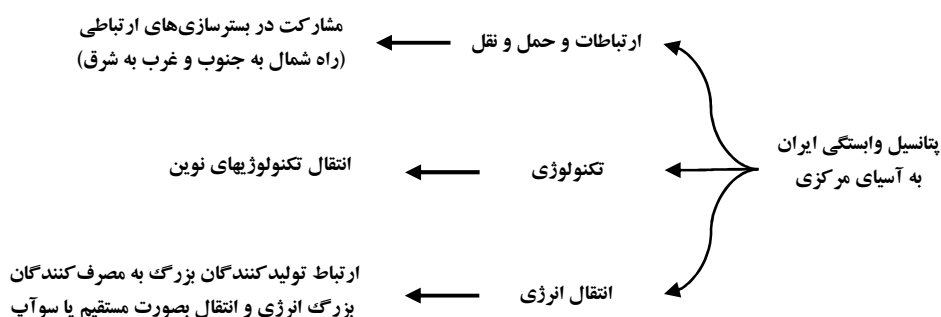 پتانسیل وابستگی ایران
به آسیای مرکزی
ارتباطات و حمل و نقل
مشارکت در بسترسازی‌های ارتباطی
(راه شمال به جنوب و غرب به شرق)
تکنولوژی
انتقال تکنولوژیهای نوین
انتقال انرژی
ارتباط تولیدکنندگان بزرگ به مصرف‌کنندگان
بزرگ انرژی و انتقال بصورت مستقیم یا سوآپ